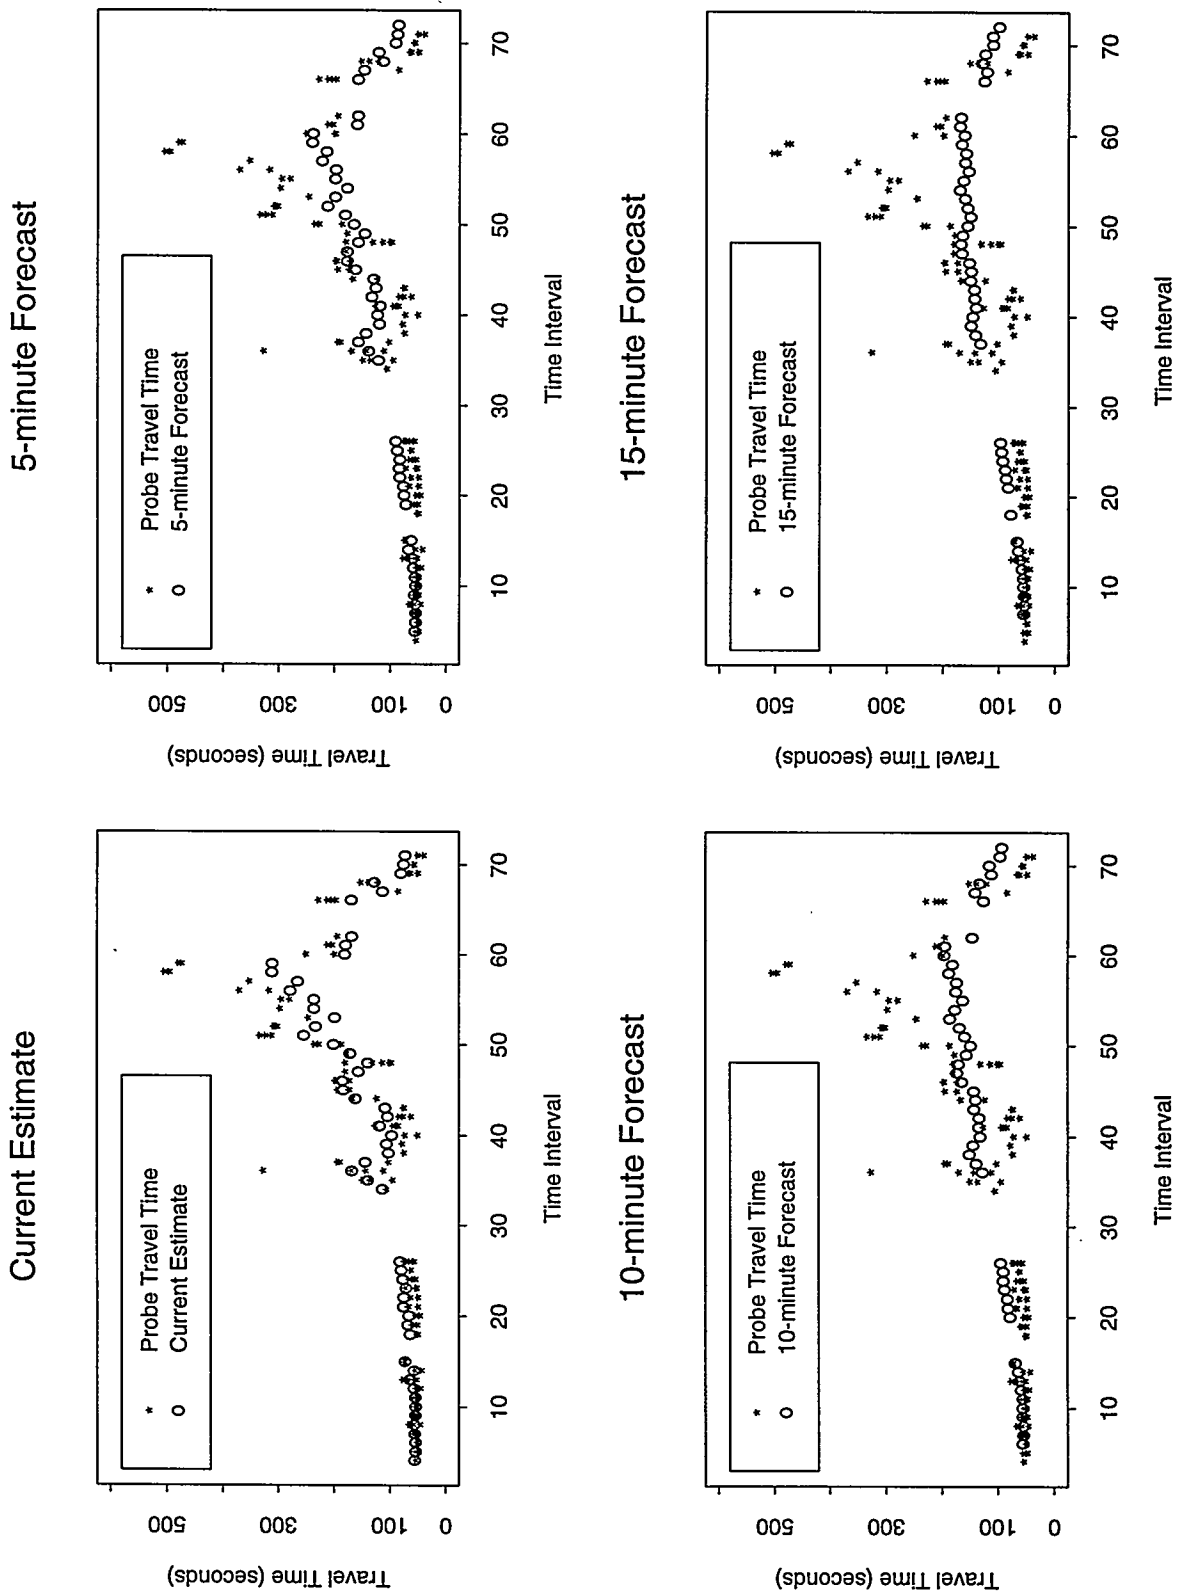 Current Estimate
* Probe Travel Time
o Current Estimate
Travel Time (seconds)
0 100 300 500
10 20 30 40 50 60 70
Time Interval
5-minute Forecast
* Probe Travel Time
o 5-minute Forecast
Travel Time (seconds)
0 100 300 500
10 20 30 40 50 60 70
Time Interval
10-minute Forecast
* Probe Travel Time
o 10-minute Forecast
Travel Time (seconds)
0 100 300 500
10 20 30 40 50 60 70
Time Interval
15-minute Forecast
* Probe Travel Time
o 15-minute Forecast
Travel Time (seconds)
0 100 300 500
10 20 30 40 50 60 70
Time Interval